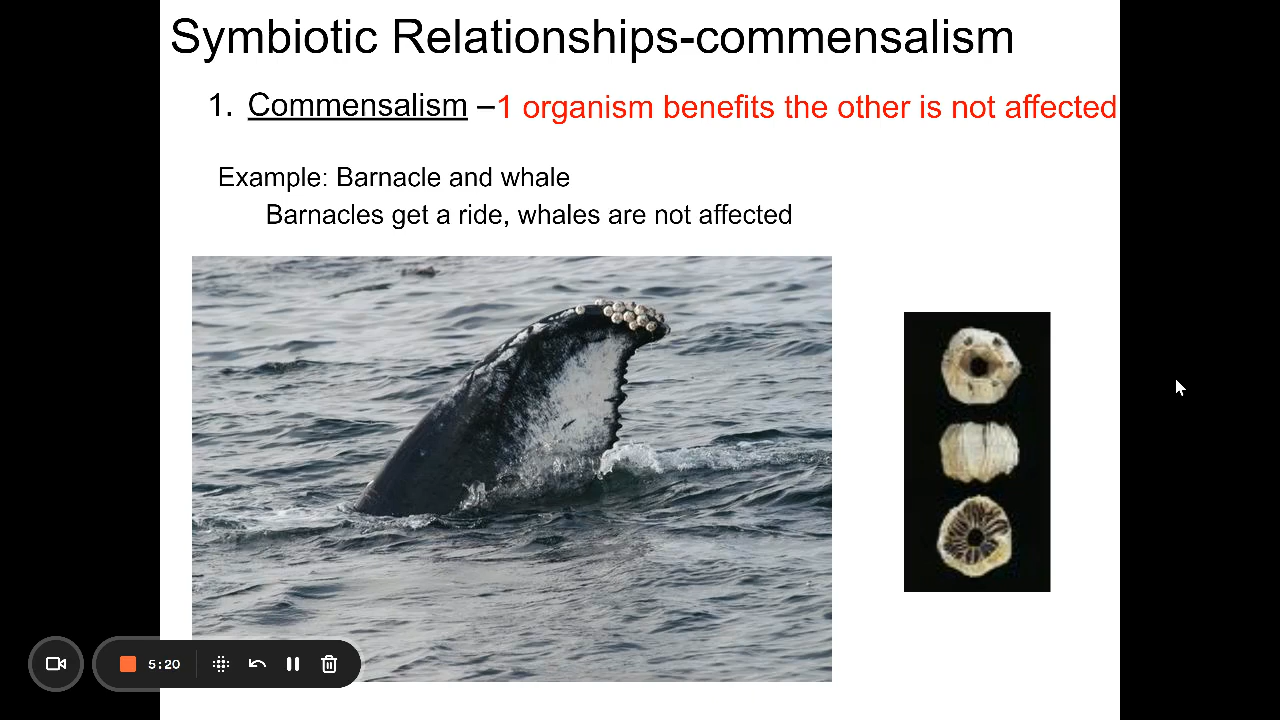 Symbiotic Relationships-commensalism
1. Commensalism –1 organism benefits the other is not affected
Example: Barnacle and whale
Barnacles get a ride, whales are not affected
5:20